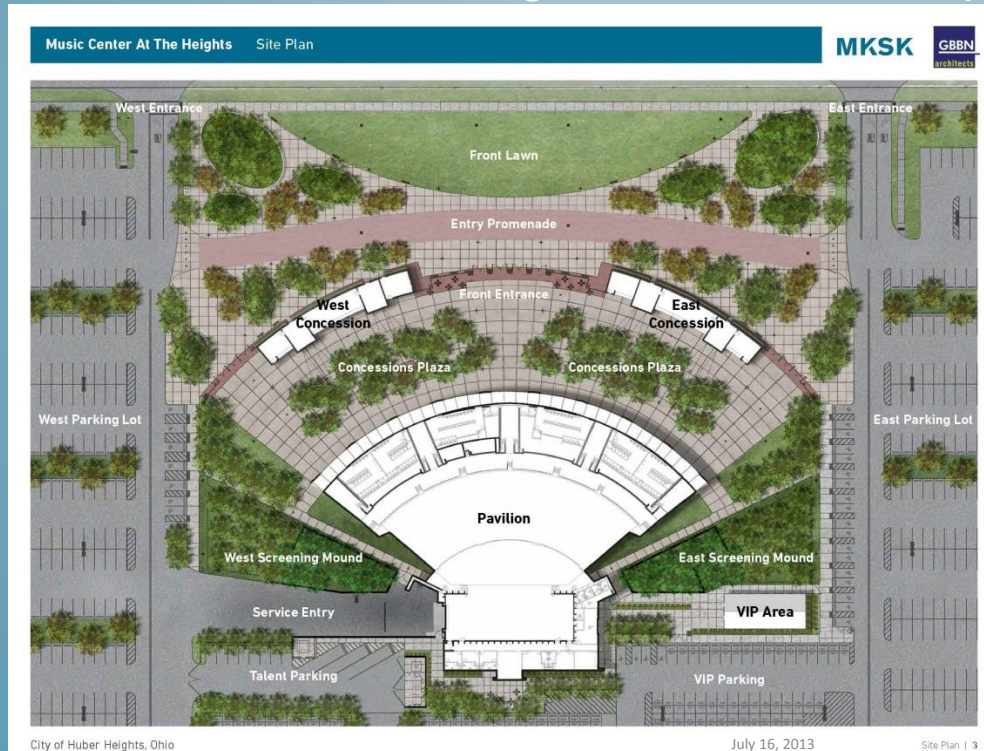 Music Center At The Heights Site Plan
MKSK
GBBN
architects
West Entrance
East Entrance
Front Lawn
Entry Promenade
Front Entrance
West
Concession
East
Concession
Concessions Plaza
Concessions Plaza
West Parking Lot
East Parking Lot
Pavilion
West Screening Mound
East Screening Mound
Service Entry
VIP Area
Talent Parking
VIP Parking
City of Huber Heights, Ohio
July 16, 2013
Site Plan | 3